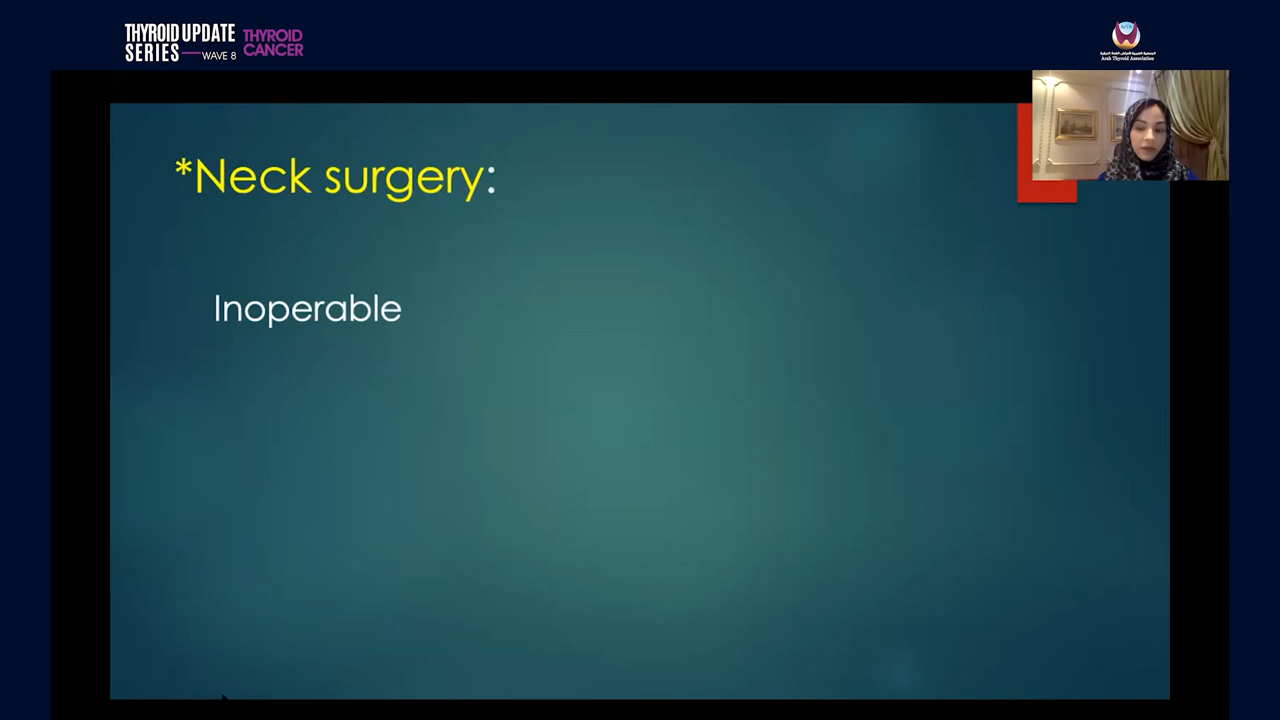 THYROID UPDATE
SERIES — WAVE 8
THYROID
CANCER
Arab Thyroid Association
*Neck surgery:
Inoperable